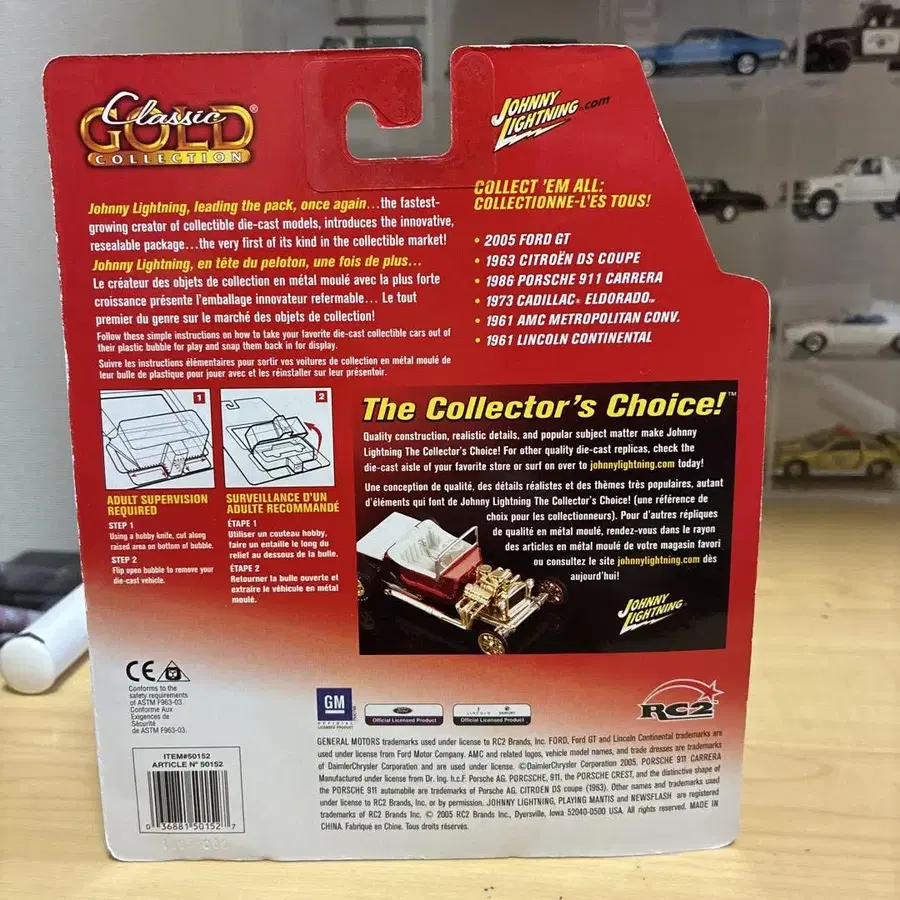 Classic
GOLD®
COLLECTION
JOHNNY
LIGHTNING.com
Johnny Lightning, leading the pack, once again...the fastest-
growing creator of collectible die-cast models, introduces the innovative,
resealable package...the very first of its kind in the collectible market!
Johnny Lightning, en tête du peloton, une fois de plus...
Le créateur des objets de collection en métal moulé avec la plus forte
croissance présente l'emballage innovateur refermable... Le tout
premier du genre sur le marché des objets de collection!
Follow these simple instructions on how to take your favorite die-cast collectible cars out of
their plastic bubble for play and snap them back in for display.
Suivre les instructions élémentaires pour sortir vos voitures de collection en métal moulé de
leur bulle de plastique pour jouer avec et les réinstaller sur leur présentoir.
COLLECT 'EM ALL:
COLLECTIONNE-L'ES TOUS!
• 2005 FORD GT
• 1963 CITROËN DS COUPE
• 1986 PORSCHE 911 CARRERA
• 1973 CADILLAC® ELDORADO™
• 1961 AMC METROPOLITAN CONV.
• 1961 LINCOLN CONTINENTAL
1
2
ADULT SUPERVISION
REQUIRED
STEP 1
Using a hobby knife, cut along
raised area on bottom of bubble.
STEP 2
Flip open bubble to remove your
die-cast vehicle.
SURVEILLANCE D'UN
ADULTE RECOMMANDÉ
ÉTAPE 1
Utiliser un couteau hobby,
faire un entaille le long du
relief au dessous de la bulle.
ÉTAPE 2
Retourner la bulle ouverte et
extraire le véhicule en métal
moulé.
The Collector's Choice!™
Quality construction, realistic details, and popular subject matter make Johnny
Lightning The Collector's Choice! For other quality die-cast replicas, check the
die-cast aisle of your favorite store or surf on over to johnnylightning.com today!
Une conception de qualité, des détails réalistes et des thèmes très populaires, autant
d'éléments qui font de Johnny Lightning The Collector's Choice! (une référence de
choix pour les collectionneurs). Pour d'autres répliques
de qualité en métal moulé, rendez-vous dans le rayon
des articles en métal moulé de votre magasin favori
ou consultez le site johnnylightning.com dès
aujourd'hui!
JOHNNY
LIGHTNING
CE
Conforms to the
safety requirements
of ASTM F963-03.
Conforme Aux
Exigences de
Sécurité
de ASTM F963-03.
ITEM#50152
ARTICLE N° 50152
0 36881 50152 7
GM
OFFICIAL
LICENSED PRODUCT
Ford
Official Licensed Product
LINCOLN MERCURY
Official Licensed Product
RC2™
GENERAL MOTORS trademarks used under license to RC2 Brands, Inc. FORD, Ford GT and Lincoln Continental trademarks are
used under license from Ford Motor Company. AMC and related logos, vehicle model names, and trade dresses are trademarks
of DaimlerChrysler Corporation and are used under license. ©DaimlerChrysler Corporation 2005. PORSCHE 911 CARRERA
Manufactured under license from Dr. Ing. h.c.F. Porsche AG. PORCSCHE, 911, the PORSCHE CREST, and the distinctive shape of
the PORSCHE 911 automobile are trademarks of Porsche AG. CITROEN DS coupe (1963). Other names and trademarks used
under license to RC2 Brands, Inc. or by permission. JOHNNY LIGHTNING, PLAYING MANTIS and NEWSFLASH are registered
trademarks of RC2 Brands Inc. © 2005 RC2 Brands Inc., Dyersville, Iowa 52040-0500 USA. All rights reserved. MADE IN
CHINA. Fabriqué en Chine. Tous droits réservés.